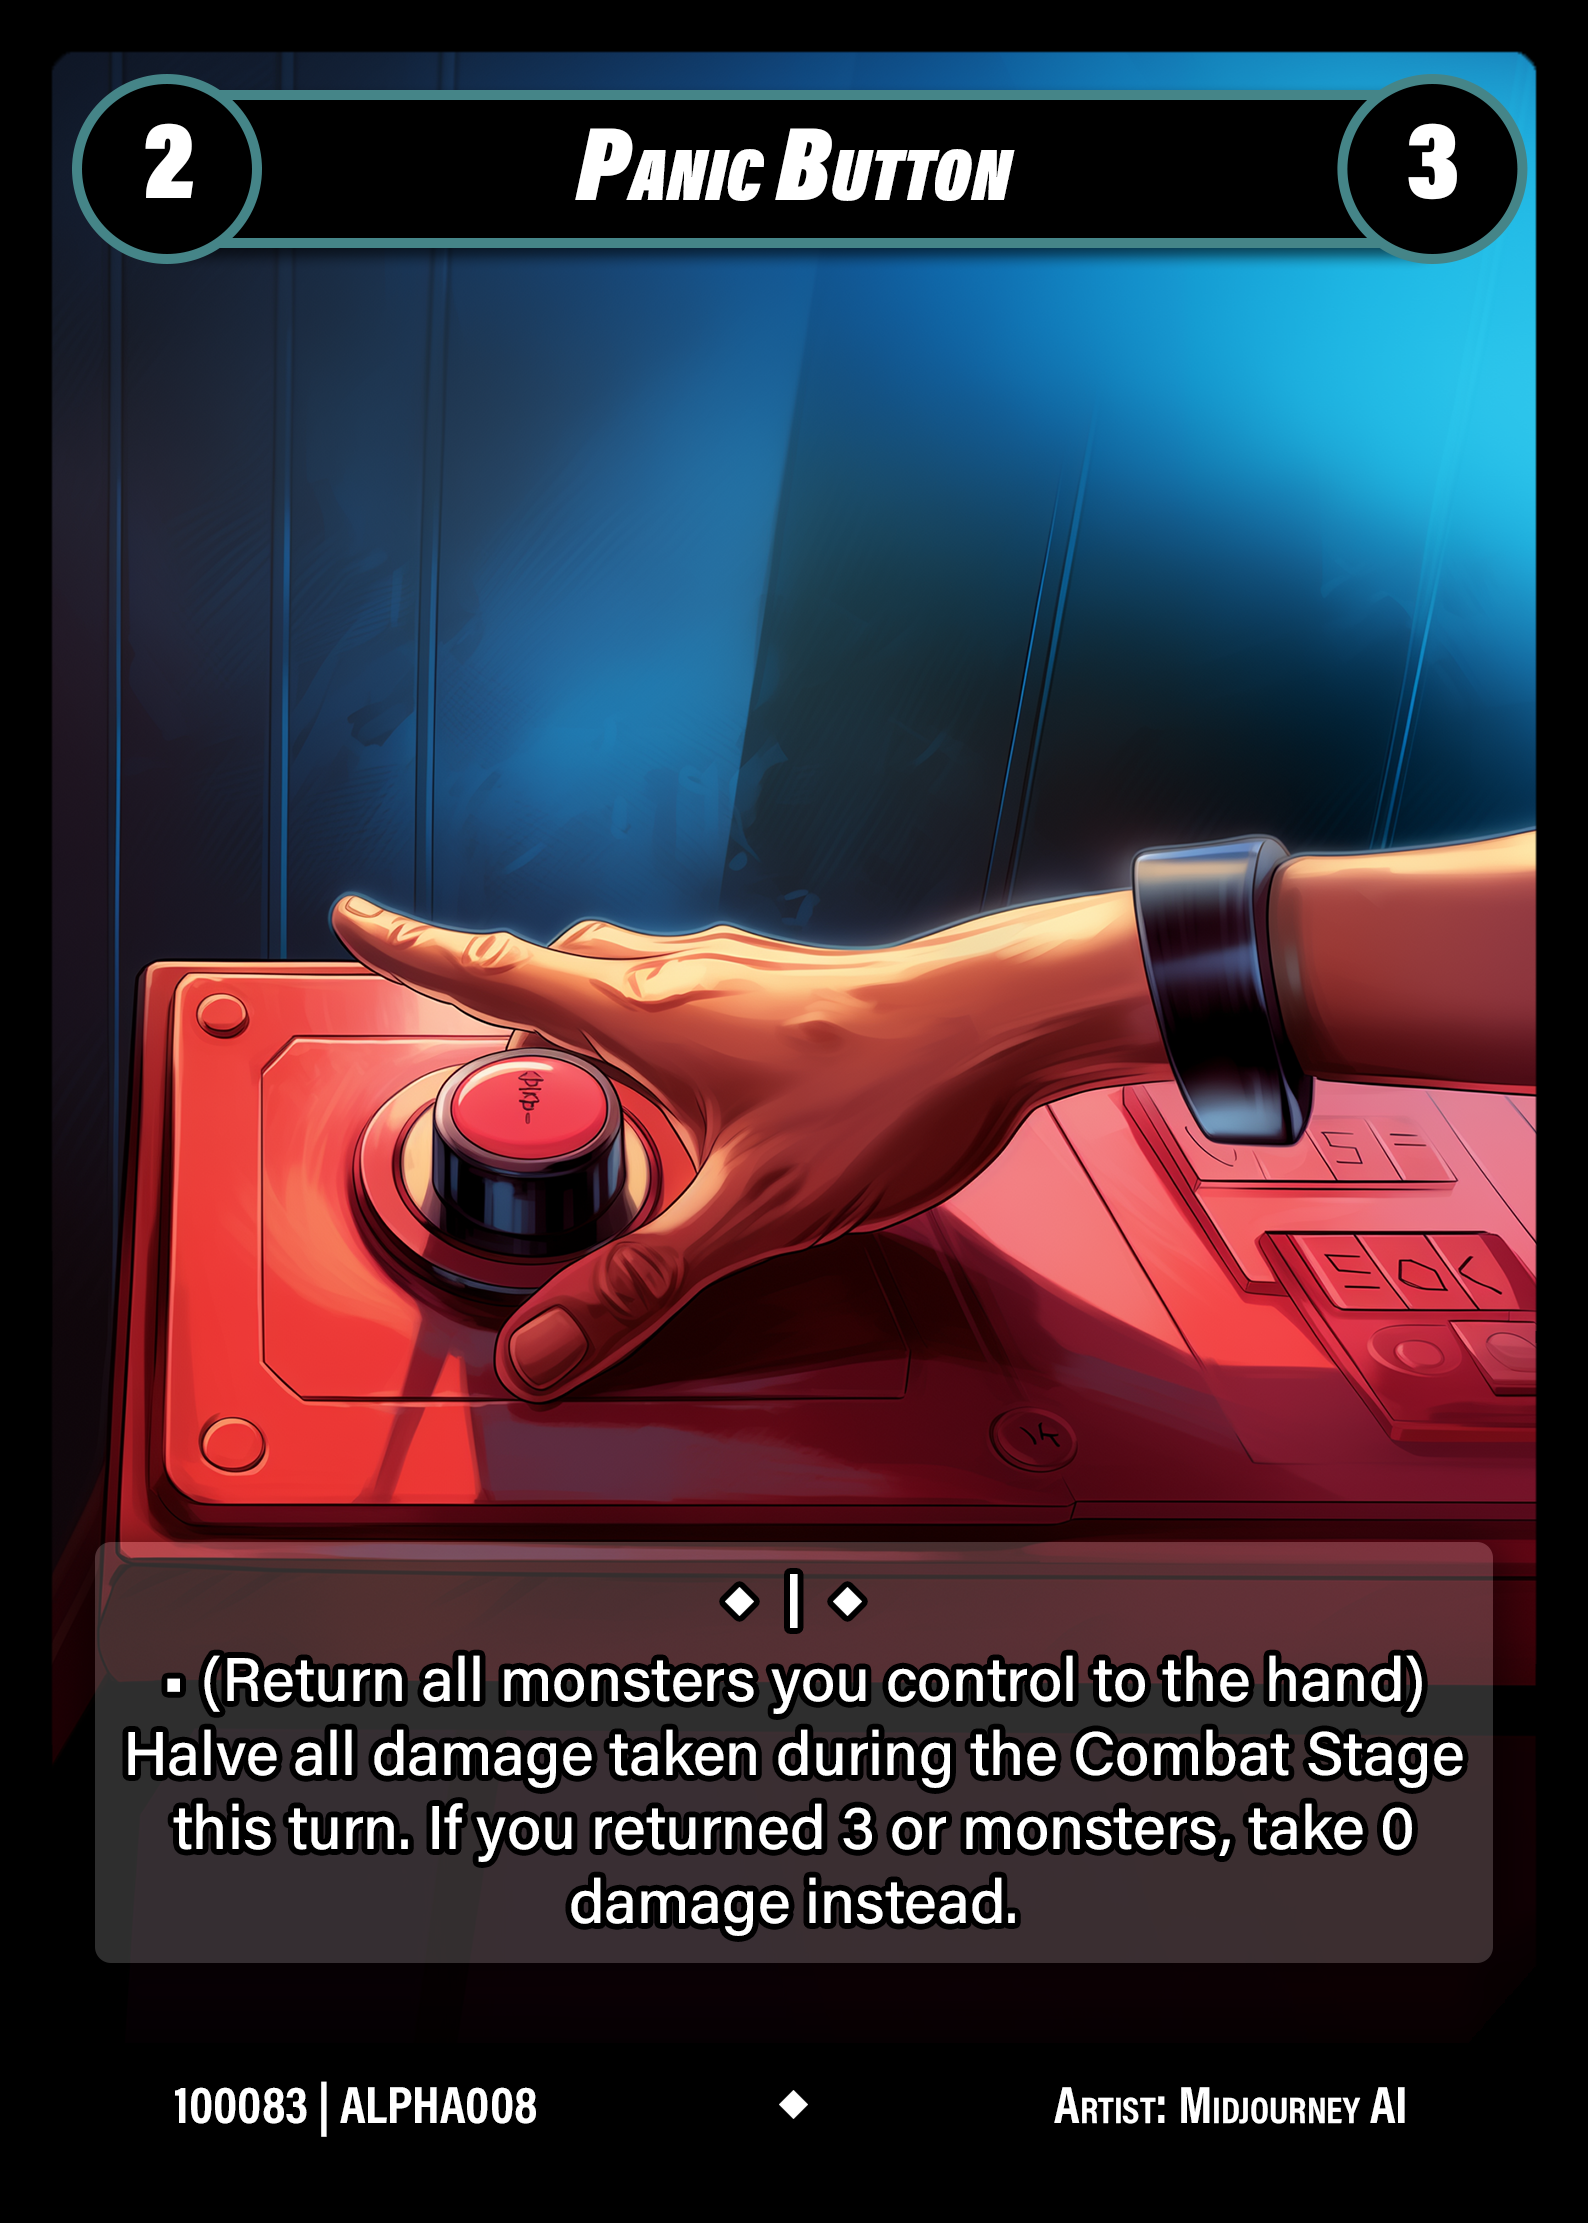 2 Panic Button 3
◆ | ◆
▪ (Return all monsters you control to the hand)
Halve all damage taken during the Combat Stage
this turn. If you returned 3 or monsters, take 0
damage instead.
100083 | ALPHA008 ◆ Artist: Midjourney AI